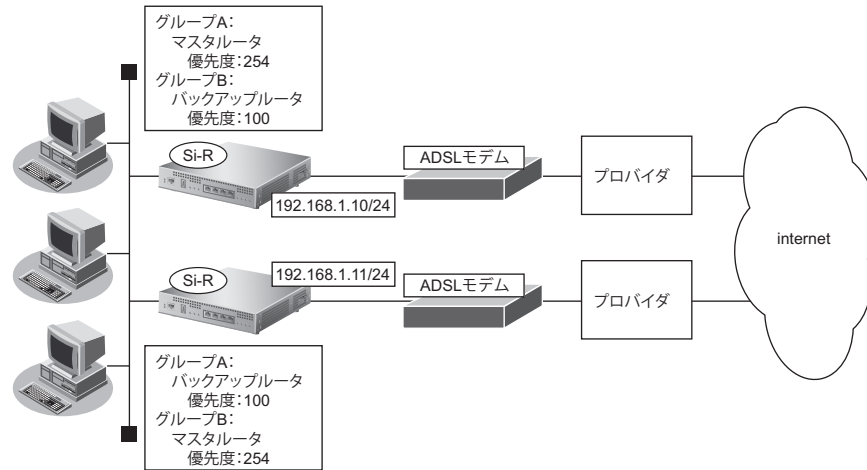 グループA：
マスタルータ
優先度：254
グループB：
バックアップルータ
優先度：100
Si-R
192.168.1.10/24
ADSLモデム
プロバイダ
internet
Si-R
192.168.1.11/24
ADSLモデム
プロバイダ
グループA：
バックアップルータ
優先度：100
グループB：
マスタルータ
優先度：254